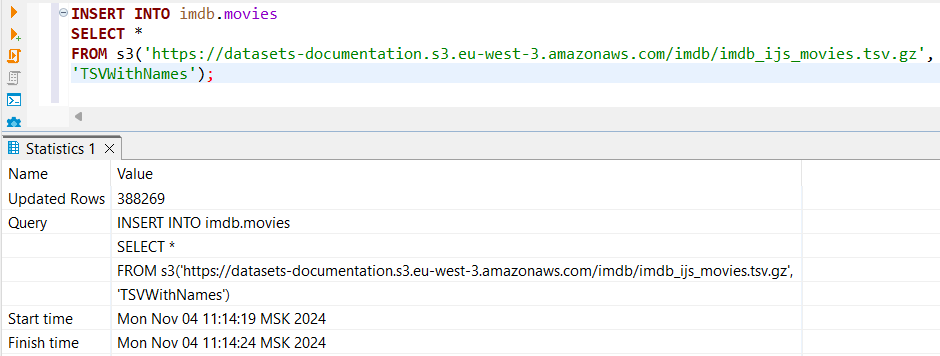 INSERT INTO imdb.movies
SELECT *
FROM s3('https://datasets-documentation.s3.eu-west-3.amazonaws.com/imdb/imdb_ijs_movies.tsv.gz',
'TSVWithNames');
Statistics 1
Name Value
Updated Rows 388269
Query INSERT INTO imdb.movies
SELECT *
FROM s3('https://datasets-documentation.s3.eu-west-3.amazonaws.com/imdb/imdb_ijs_movies.tsv.gz',
'TSVWithNames')
Start time Mon Nov 04 11:14:19 MSK 2024
Finish time Mon Nov 04 11:14:24 MSK 2024